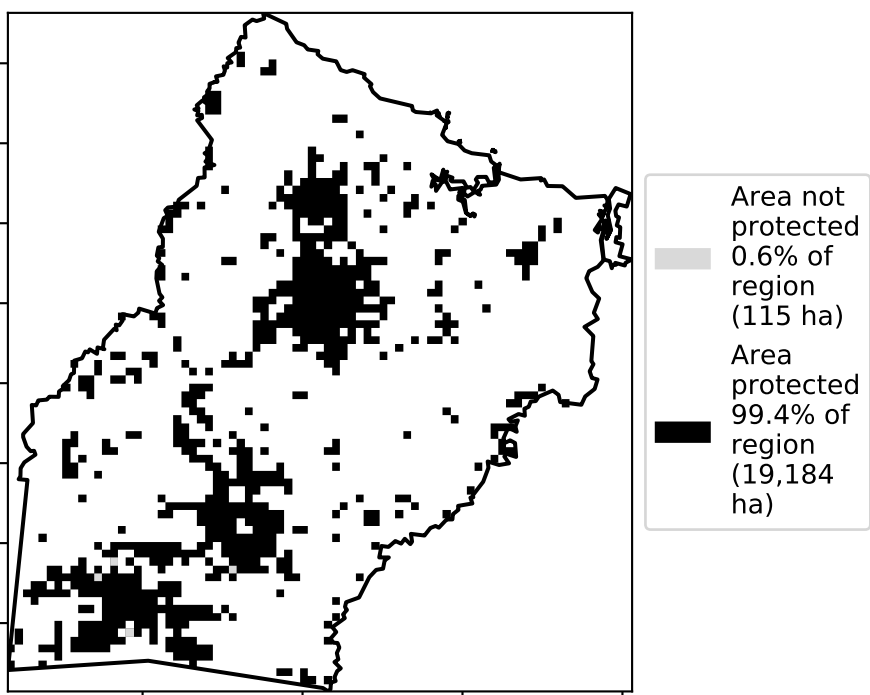 Area not
protected
0.6% of
region
(115 ha)
Area
protected
99.4% of
region
(19,184
ha)